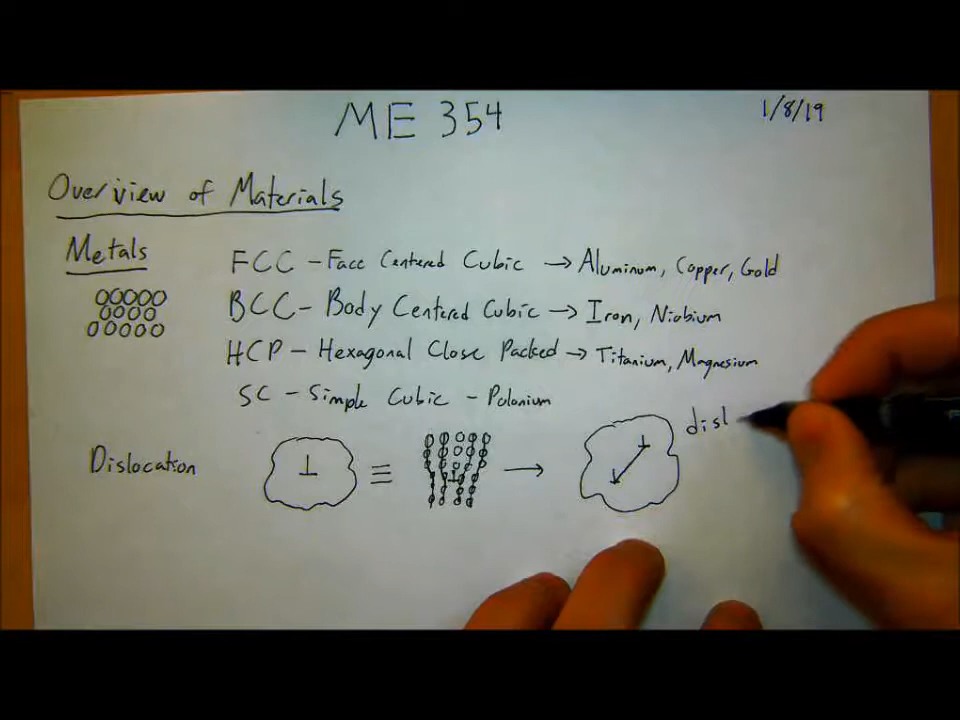 ME 354
1/8/19
Overview of Materials
Metals
FCC - Face Centered Cubic → Aluminum, Copper, Gold
BCC - Body Centered Cubic → Iron, Niobium
HCP - Hexagonal Close Packed → Titanium, Magnesium
SC - Simple Cubic - Polonium
Dislocation ⊥ ≡ ⊥ → disl